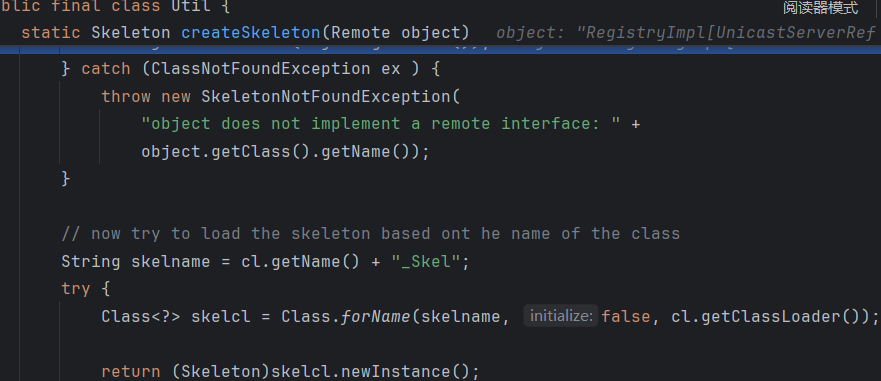 blic final class Util {
阅读器模式
static Skeleton createSkeleton(Remote object)   object: "RegistryImpl[UnicastServerRef
} catch (ClassNotFoundException ex ) {
throw new SkeletonNotFoundException(
"object does not implement a remote interface: " +
object.getClass().getName());
}
// now try to load the skeleton based ont he name of the class
String skelname = cl.getName() + "_Skel";
try {
Class<?> skelcl = Class.forName(skelname, initialize: false, cl.getClassLoader());
return (Skeleton)skelcl.newInstance();